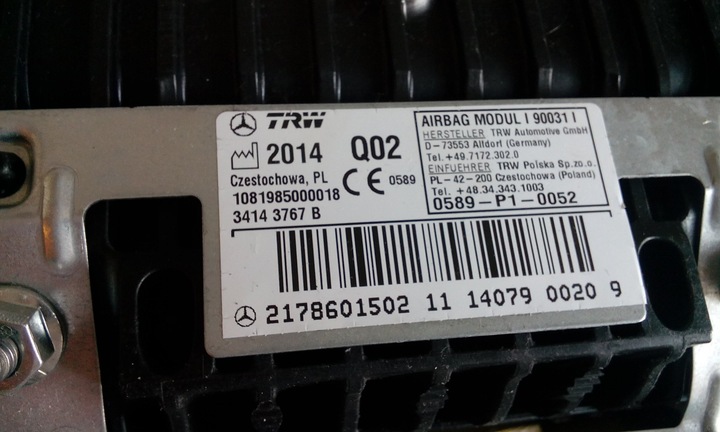 TRW
AIRBAG MODUL I 90031 I
HERSTELLER TRW Automotive GmbH
D-73553 Alfdorf (Germany)
Tel.+49.7172.302.0
EINFUEHRER TRW Polska Sp.zo.o.
PL-42-200 Czestochowa (Poland)
Tel. +48.34.343.1003
0589-P1-0052
2014 Q02
Czestochowa, PL
CE 0589
1081985000018
3414 3767 B
2178601502 11 14079 0020 9